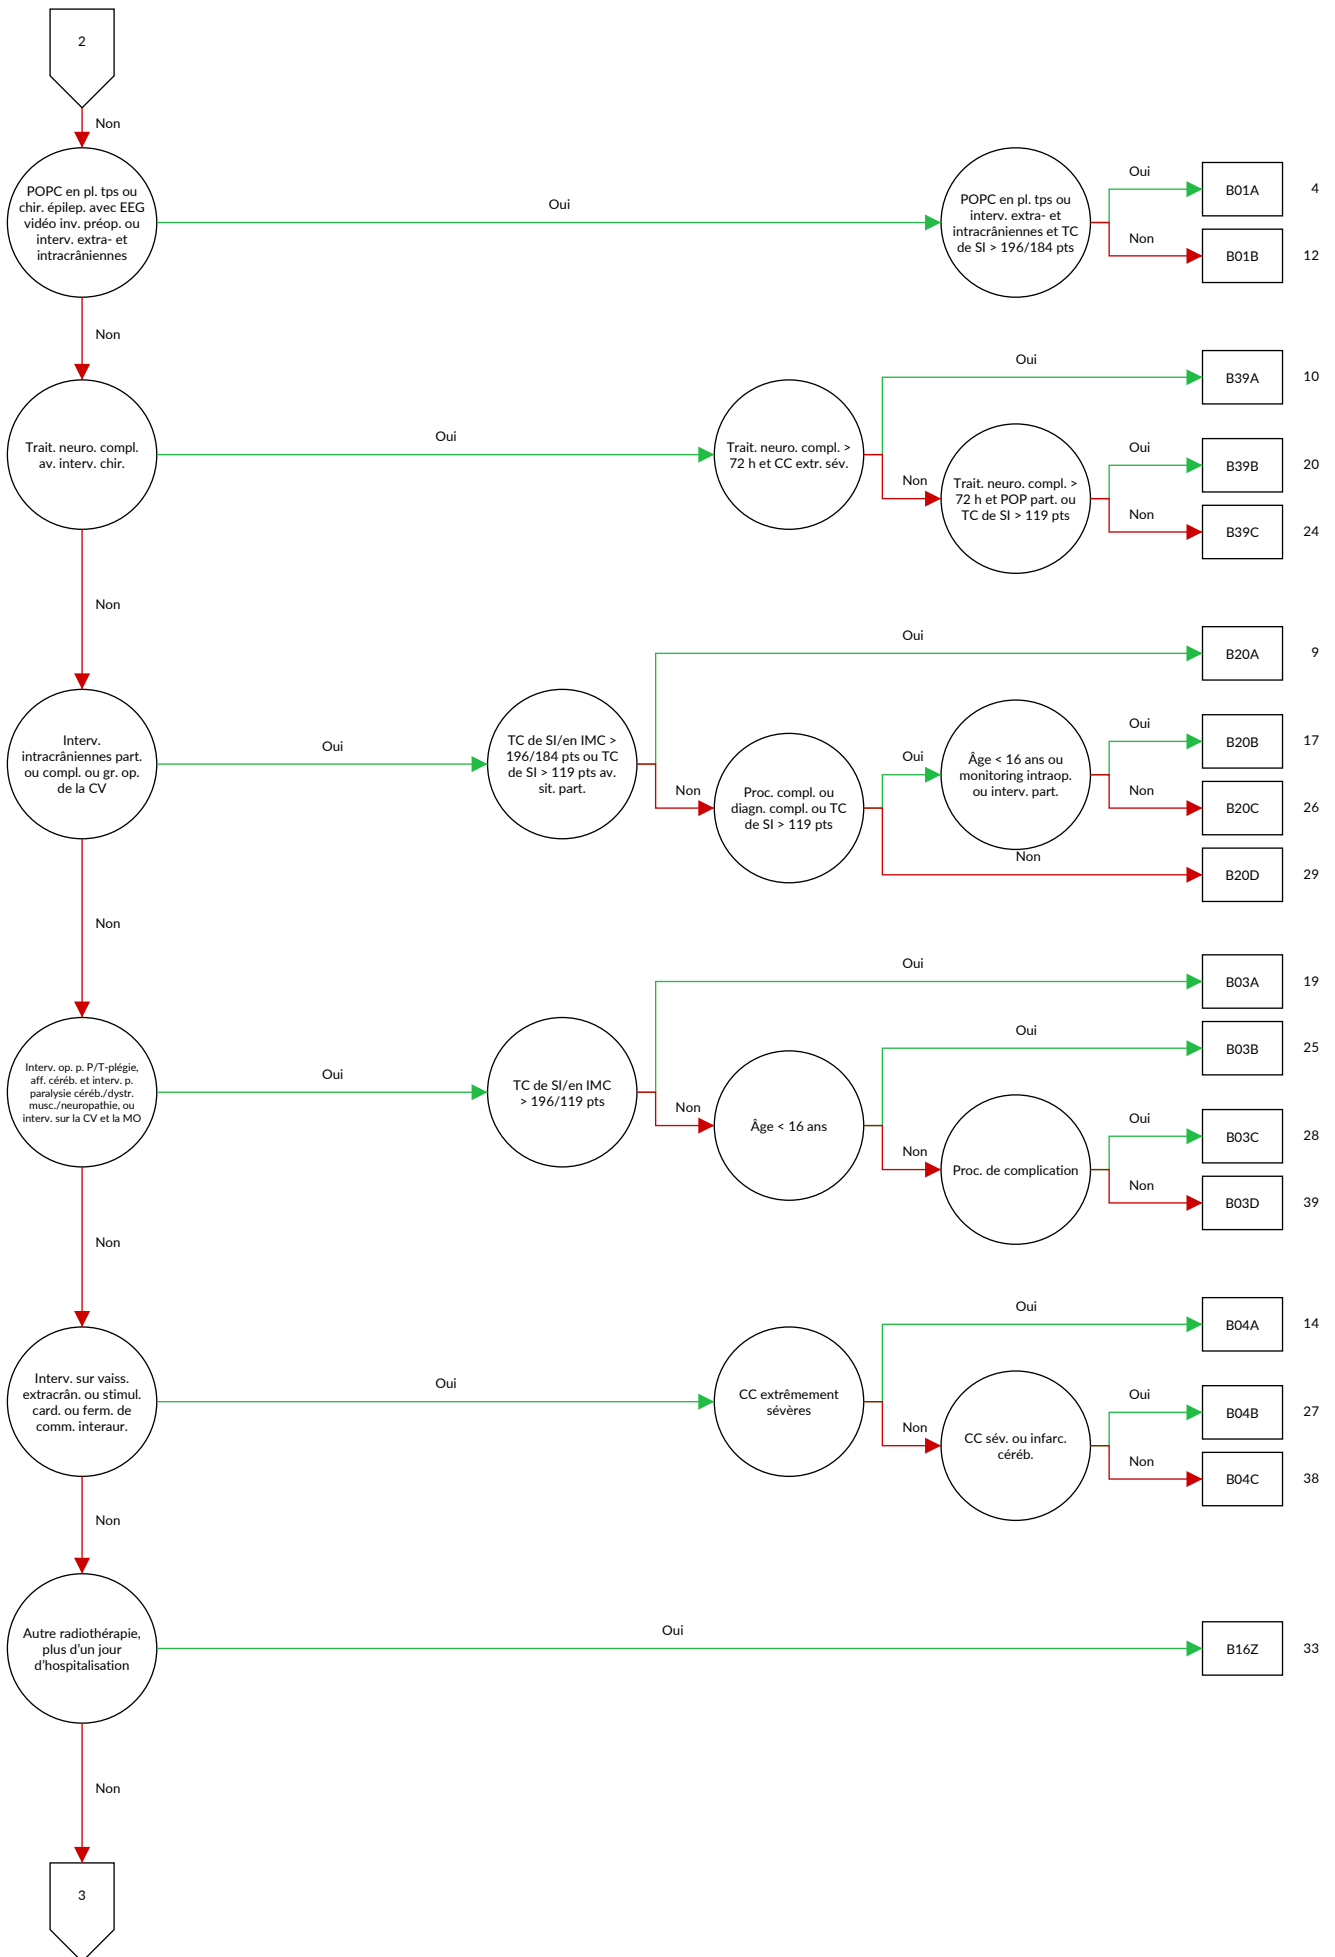 2
Non
POPC en pl. tps ou
chir. épilep. avec EEG
vidéo inv. préop. ou
interv. extra- et
intracrâniennes
Oui
POPC en pl. tps ou
interv. extra- et
intracrâniennes et TC
de SI > 196/184 pts
Oui
B01A
4
Non
B01B
12
Non
Trait. neuro. compl.
av. interv. chir.
Oui
Trait. neuro. compl. >
72 h et CC extr. sév.
Oui
B39A
10
Non
Trait. neuro. compl. >
72 h et POP part. ou
TC de SI > 119 pts
Oui
B39B
20
Non
B39C
24
Non
Interv.
intracrâniennes part.
ou compl. ou gr. op.
de la CV
Oui
TC de SI/en IMC >
196/184 pts ou TC
de SI > 119 pts av.
sit. part.
Oui
B20A
9
Non
Proc. compl. ou
diagn. compl. ou TC
de SI > 119 pts
Oui
Âge < 16 ans ou
monitoring intraop.
ou interv. part.
Oui
B20B
17
Non
B20C
26
Non
B20D
29
Non
Interv. op. p. P/T-plégie,
aff. céréb. et interv. p.
paralysie céréb./dystr.
musc./neuropathie, ou
interv. sur la CV et la MO
Oui
TC de SI/en IMC
> 196/119 pts
Oui
B03A
19
Non
Âge < 16 ans
Oui
B03B
25
Non
Proc. de complication
Oui
B03C
28
Non
B03D
39
Non
Interv. sur vaiss.
extracrân. ou stimul.
card. ou ferm. de
comm. interaur.
Oui
CC extrêmement
sévères
Oui
B04A
14
Non
CC sév. ou infarc.
céréb.
Oui
B04B
27
Non
B04C
38
Non
Autre radiothérapie,
plus d'un jour
d'hospitalisation
Oui
B16Z
33
Non
3